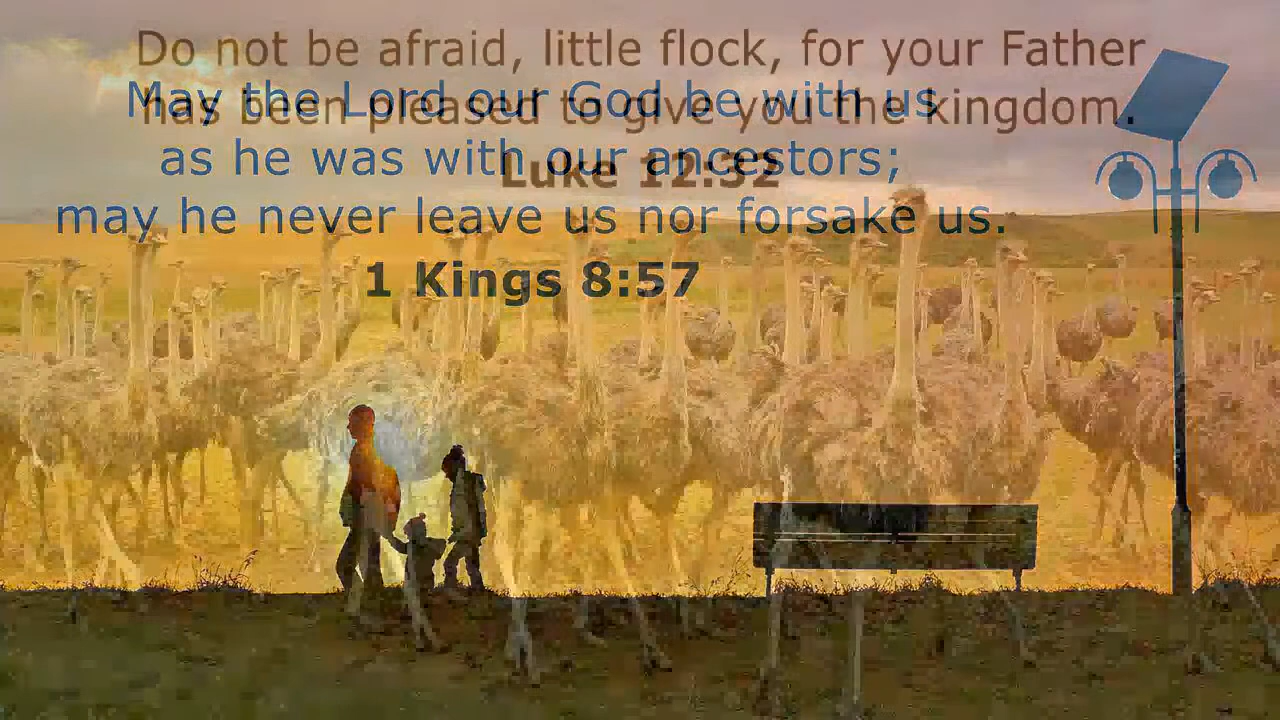 Do not be afraid, little flock, for your Father
has been pleased to give you the kingdom.
Luke 12:32
May the Lord our God be with us
as he was with our ancestors;
may he never leave us nor forsake us.
1 Kings 8:57